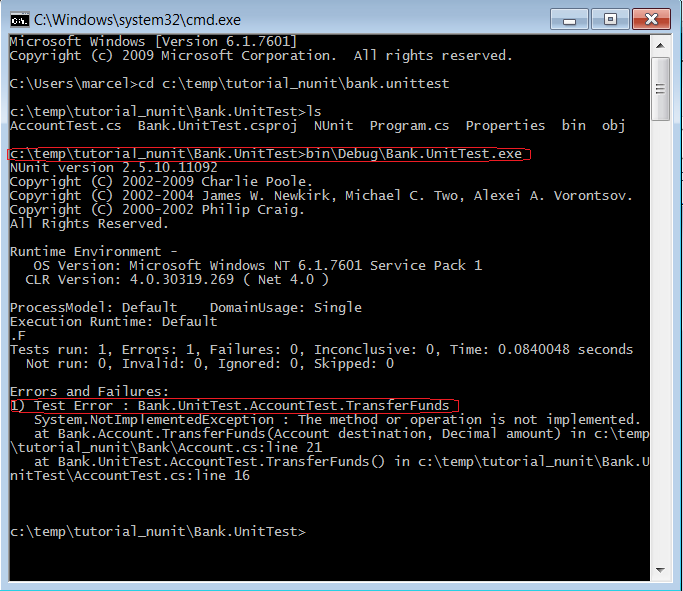 C:\Windows\system32\cmd.exe
Microsoft Windows [Version 6.1.7601]
Copyright (c) 2009 Microsoft Corporation.  All rights reserved.
C:\Users\marcel>cd c:\temp\tutorial_nunit\bank.unittest
c:\temp\tutorial_nunit\Bank.UnitTest>ls
AccountTest.cs  Bank.UnitTest.csproj  NUnit  Program.cs  Properties  bin  obj
c:\temp\tutorial_nunit\Bank.UnitTest>bin\Debug\Bank.UnitTest.exe
NUnit version 2.5.10.11092
Copyright (C) 2002-2009 Charlie Poole.
Copyright (C) 2002-2004 James W. Newkirk, Michael C. Two, Alexei A. Vorontsov.
Copyright (C) 2000-2002 Philip Craig.
All Rights Reserved.
Runtime Environment -
   OS Version: Microsoft Windows NT 6.1.7601 Service Pack 1
  CLR Version: 4.0.30319.269 ( Net 4.0 )
ProcessModel: Default    DomainUsage: Single
Execution Runtime: Default
.F
Tests run: 1, Errors: 1, Failures: 0, Inconclusive: 0, Time: 0.0840048 seconds
  Not run: 0, Invalid: 0, Ignored: 0, Skipped: 0
Errors and Failures:
1) Test Error : Bank.UnitTest.AccountTest.TransferFunds
   System.NotImplementedException : The method or operation is not implemented.
   at Bank.Account.TransferFunds(Account destination, Decimal amount) in c:\temp
\tutorial_nunit\Bank\Account.cs:line 21
   at Bank.UnitTest.AccountTest.TransferFunds() in c:\temp\tutorial_nunit\Bank.U
nitTest\AccountTest.cs:line 16
c:\temp\tutorial_nunit\Bank.UnitTest>